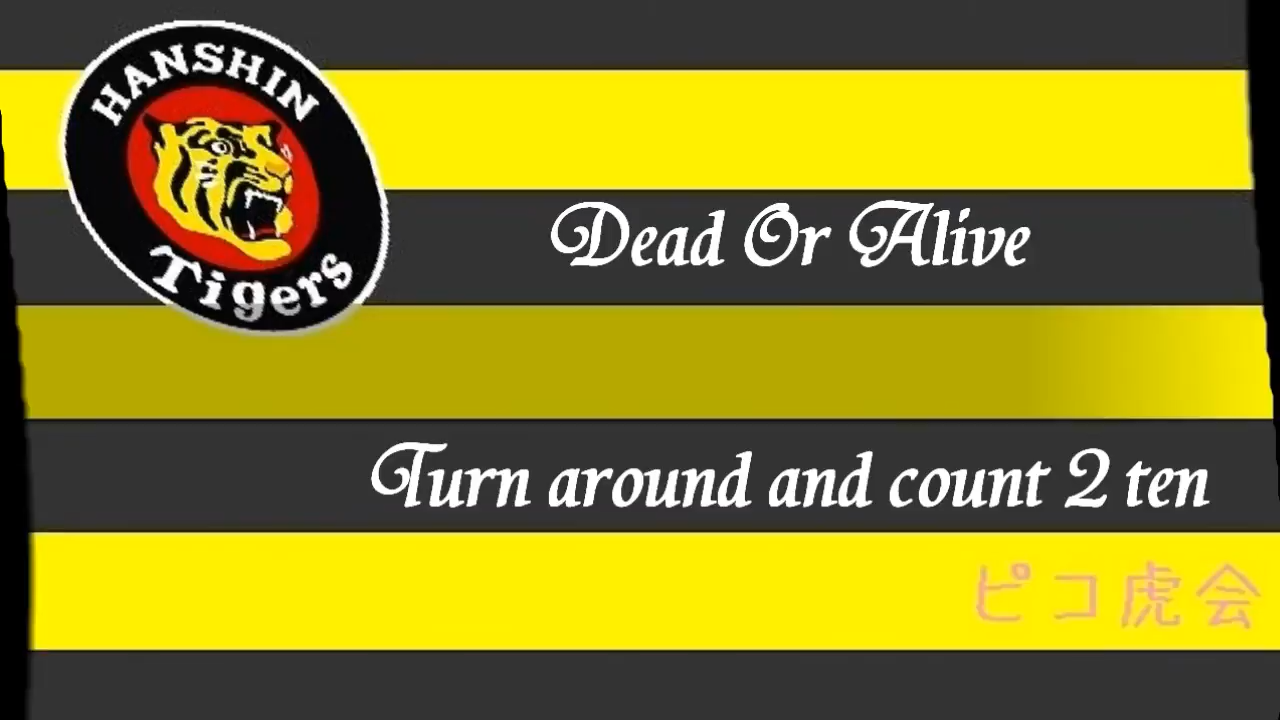 HANSHIN
Tigers
Dead Or Alive
Turn around and count 2 ten
ピコ虎会